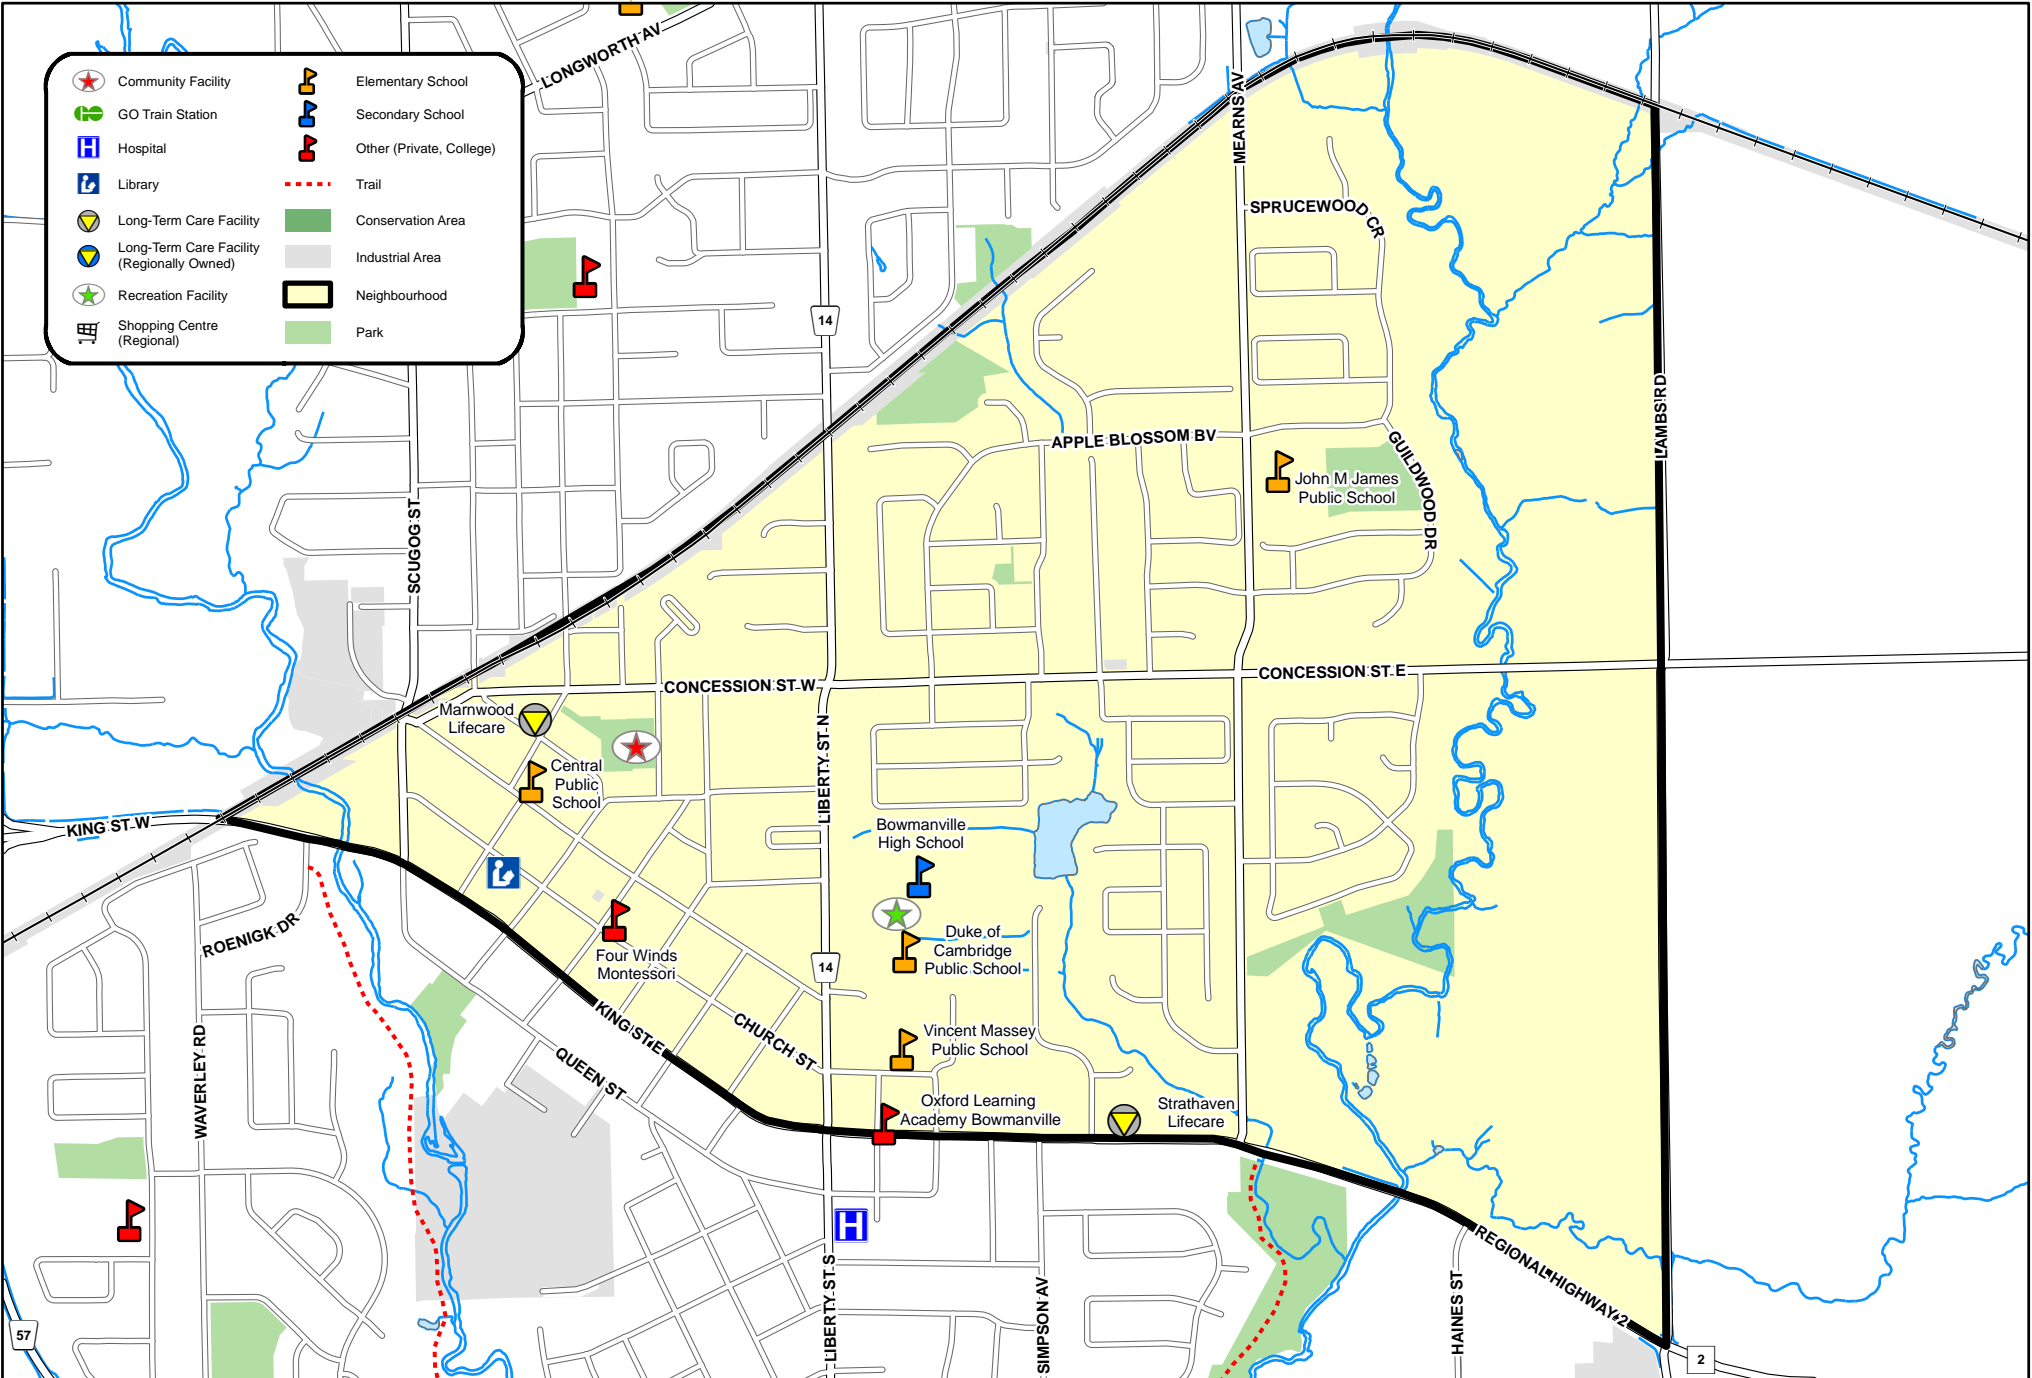 Community Facility
GO Train Station
Hospital
Library
Long-Term Care Facility
Long-Term Care Facility
(Regionally Owned)
Recreation Facility
Shopping Centre
(Regional)
Elementary School
Secondary School
Other (Private, College)
Trail
Conservation Area
Industrial Area
Neighbourhood
Park
LONGWORTH AV
MEARNS AV
SPRUCEWOOD CR
14
LAMBS RD
APPLE BLOSSOM BV
GUILDWOOD DR
John M James
Public School
SCUGOG ST
CONCESSION ST W
CONCESSION ST E
Marnwood
Lifecare
LIBERTY ST N
Central
Public
School
KING ST W
Bowmanville
High School
ROENIGK DR
Four Winds
Montessori
Duke of
Cambridge
Public School
14
KING ST E
CHURCH ST
Vincent Massey
Public School
QUEEN ST
WAVERLEY RD
Oxford Learning
Academy Bowmanville
Strathaven
Lifecare
H
LIBERTY ST S
SIMPSON AV
HAINES ST
REGIONAL HIGHWAY 2
57
2